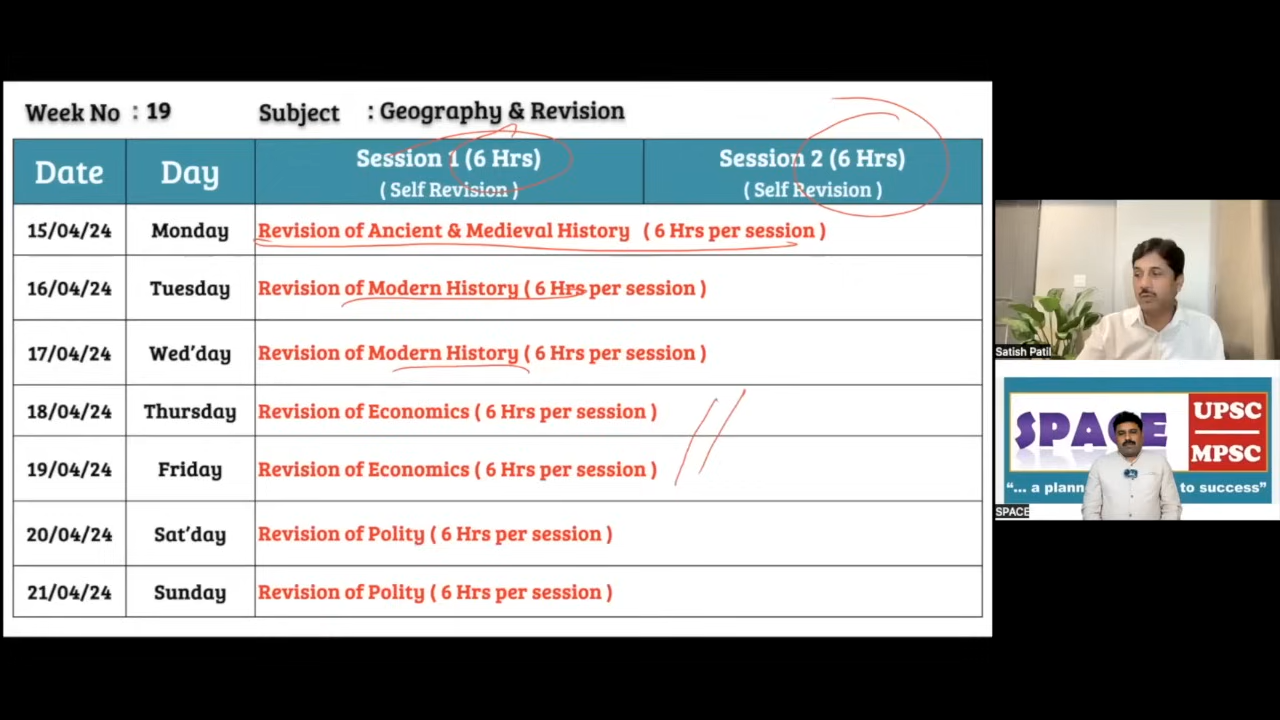 Week No : 19 Subject : Geography & Revision
Date Day Session 1 (6 Hrs) Session 2 (6 Hrs)
( Self Revision ) ( Self Revision )
15/04/24 Monday Revision of Ancient & Medieval History ( 6 Hrs per session )
16/04/24 Tuesday Revision of Modern History ( 6 Hrs per session )
17/04/24 Wed’day Revision of Modern History ( 6 Hrs per session )
18/04/24 Thursday Revision of Economics ( 6 Hrs per session )
19/04/24 Friday Revision of Economics ( 6 Hrs per session )
20/04/24 Sat’day Revision of Polity ( 6 Hrs per session )
21/04/24 Sunday Revision of Polity ( 6 Hrs per session )
Satish Patil
SPACE
UPSC
MPSC
“... a plann to success”
SPACE